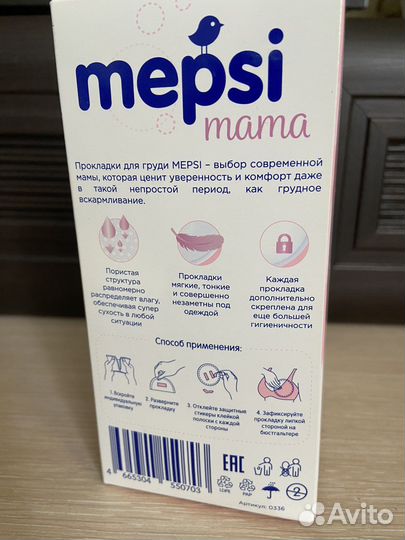 mepsi
mama
Прокладки для груди MEPSI – выбор современной
мамы, которая ценит уверенность и комфорт даже
в такой непростой период, как грудное
вскармливание.
Пористая
структура
равномерно
распределяет влагу,
обеспечивая супер
сухость в любой
ситуации
Прокладки
мягкие, тонкие
и совершенно
незаметны под
одеждой
Каждая
прокладка
дополнительно
скреплена для
еще большей
гигиеничности
Способ применения:
1. Вскройте
индивидуальную
упаковку
2. Разверните
прокладку
3. Отклейте защитные
стикеры клейкой
полоски с каждой
стороны
4. Зафиксируйте
прокладку липкой
стороной на
бюстгальтере
4 665304 550703
EAC
LDPE
PAP
2
Артикул: 0336
Avito